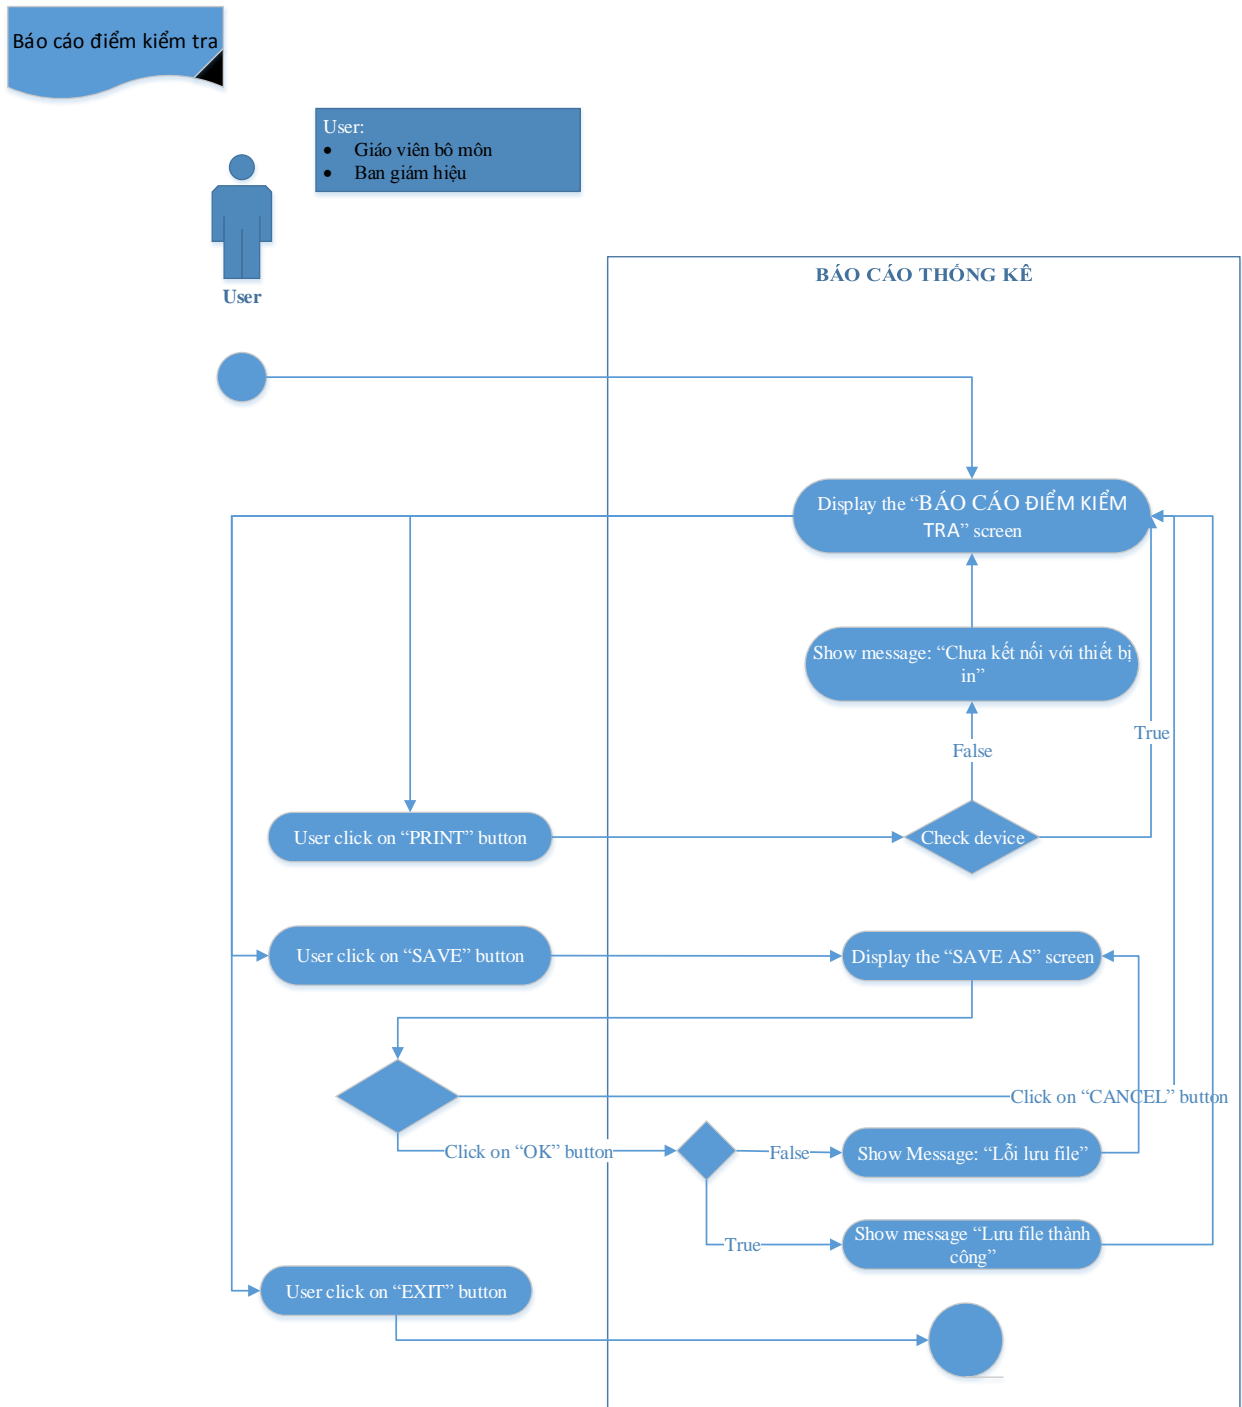 Báo cáo điểm kiểm tra
User:
• Giáo viên bô môn
• Ban giám hiệu
User
BÁO CÁO THỐNG KÊ
Display the “BÁO CÁO ĐIỂM KIỂM
TRA” screen
Show message: “Chưa kết nối với thiết bị
in”
True
False
User click on “PRINT” button
Check device
User click on “SAVE” button
Display the “SAVE AS” screen
Click on “CANCEL” button
Click on “OK” button
False
Show Message: “Lỗi lưu file”
True
Show message “Lưu file thành
công”
User click on “EXIT” button